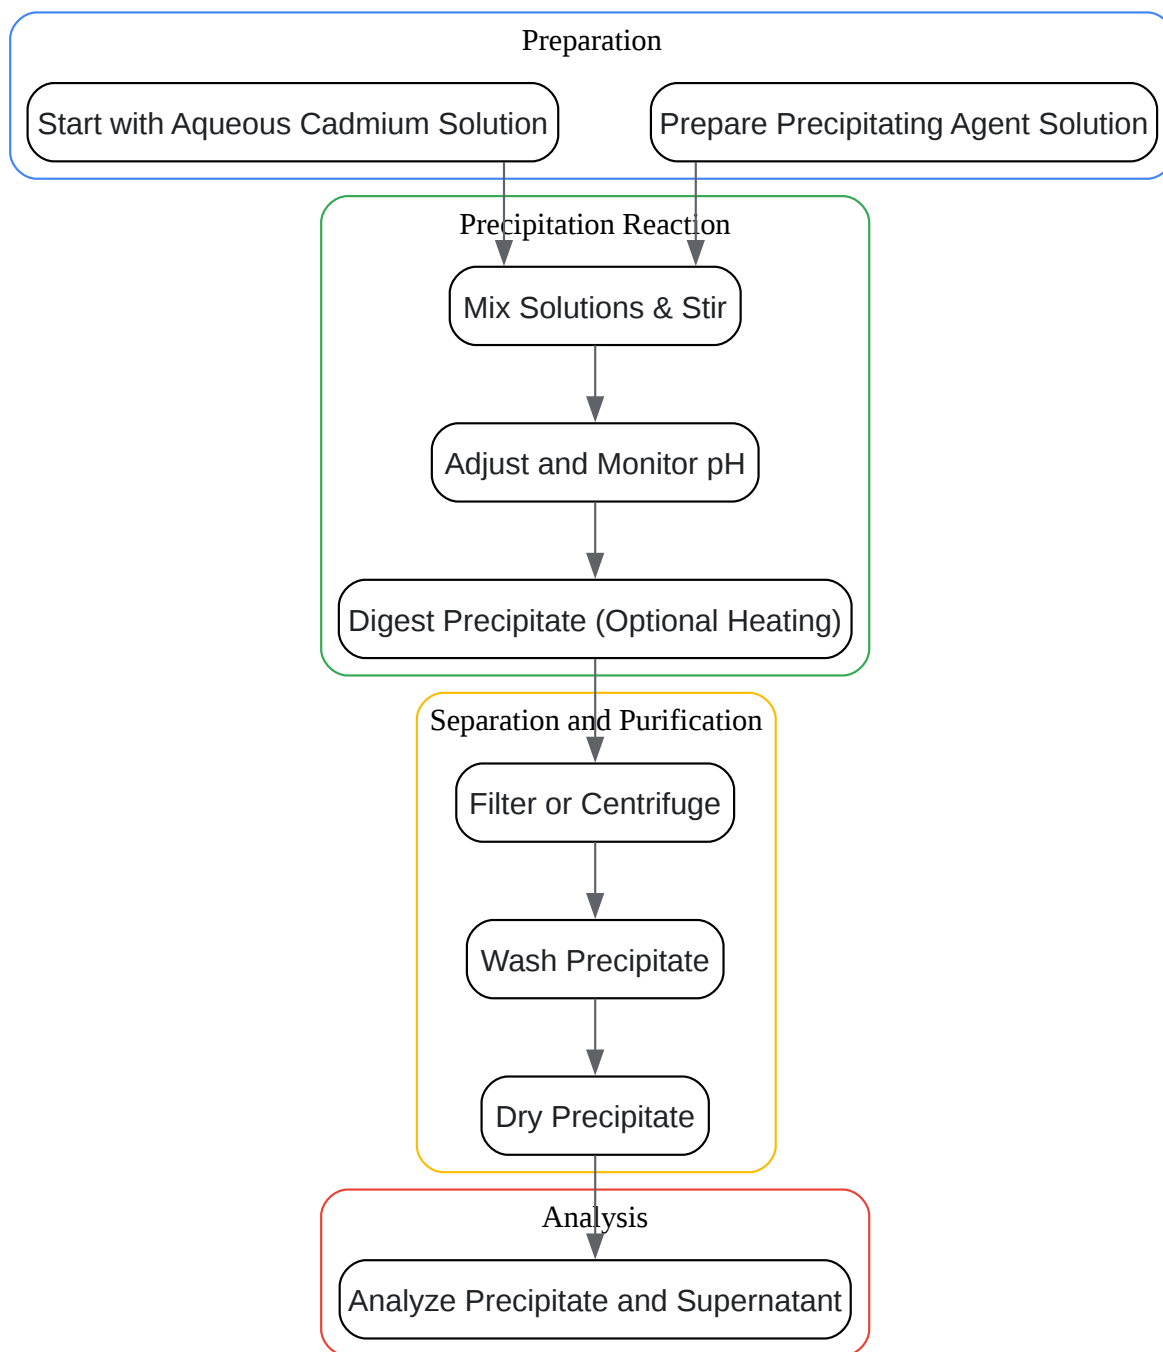 Preparation
Start with Aqueous Cadmium Solution
Prepare Precipitating Agent Solution
Precipitation Reaction
Mix Solutions & Stir
Adjust and Monitor pH
Digest Precipitate (Optional Heating)
Separation and Purification
Filter or Centrifuge
Wash Precipitate
Dry Precipitate
Analysis
Analyze Precipitate and Supernatant